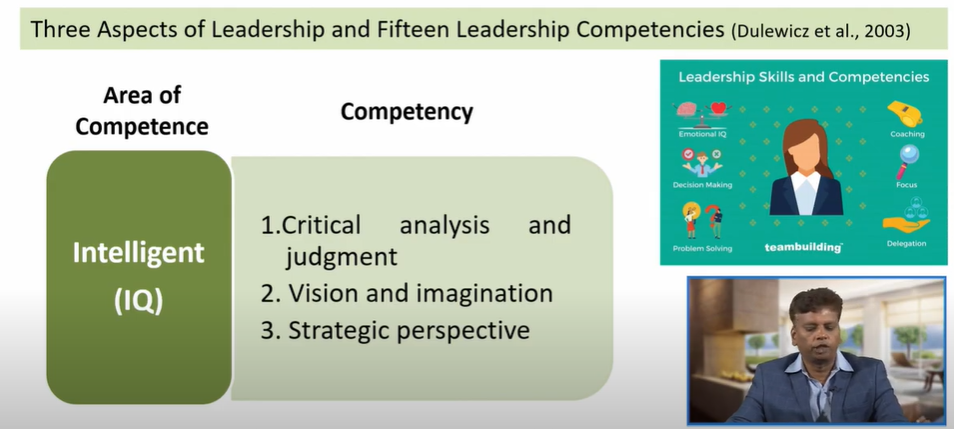 Three Aspects of Leadership and Fifteen Leadership Competencies (Dulewicz et al., 2003)
Area of
Competence
Competency
Intelligent
(IQ)
1.Critical analysis and
judgment
2. Vision and imagination
3. Strategic perspective
Leadership Skills and Competencies
Emotional IQ
Decision Making
Problem Solving
Coaching
Focus
Delegation
teambuilding